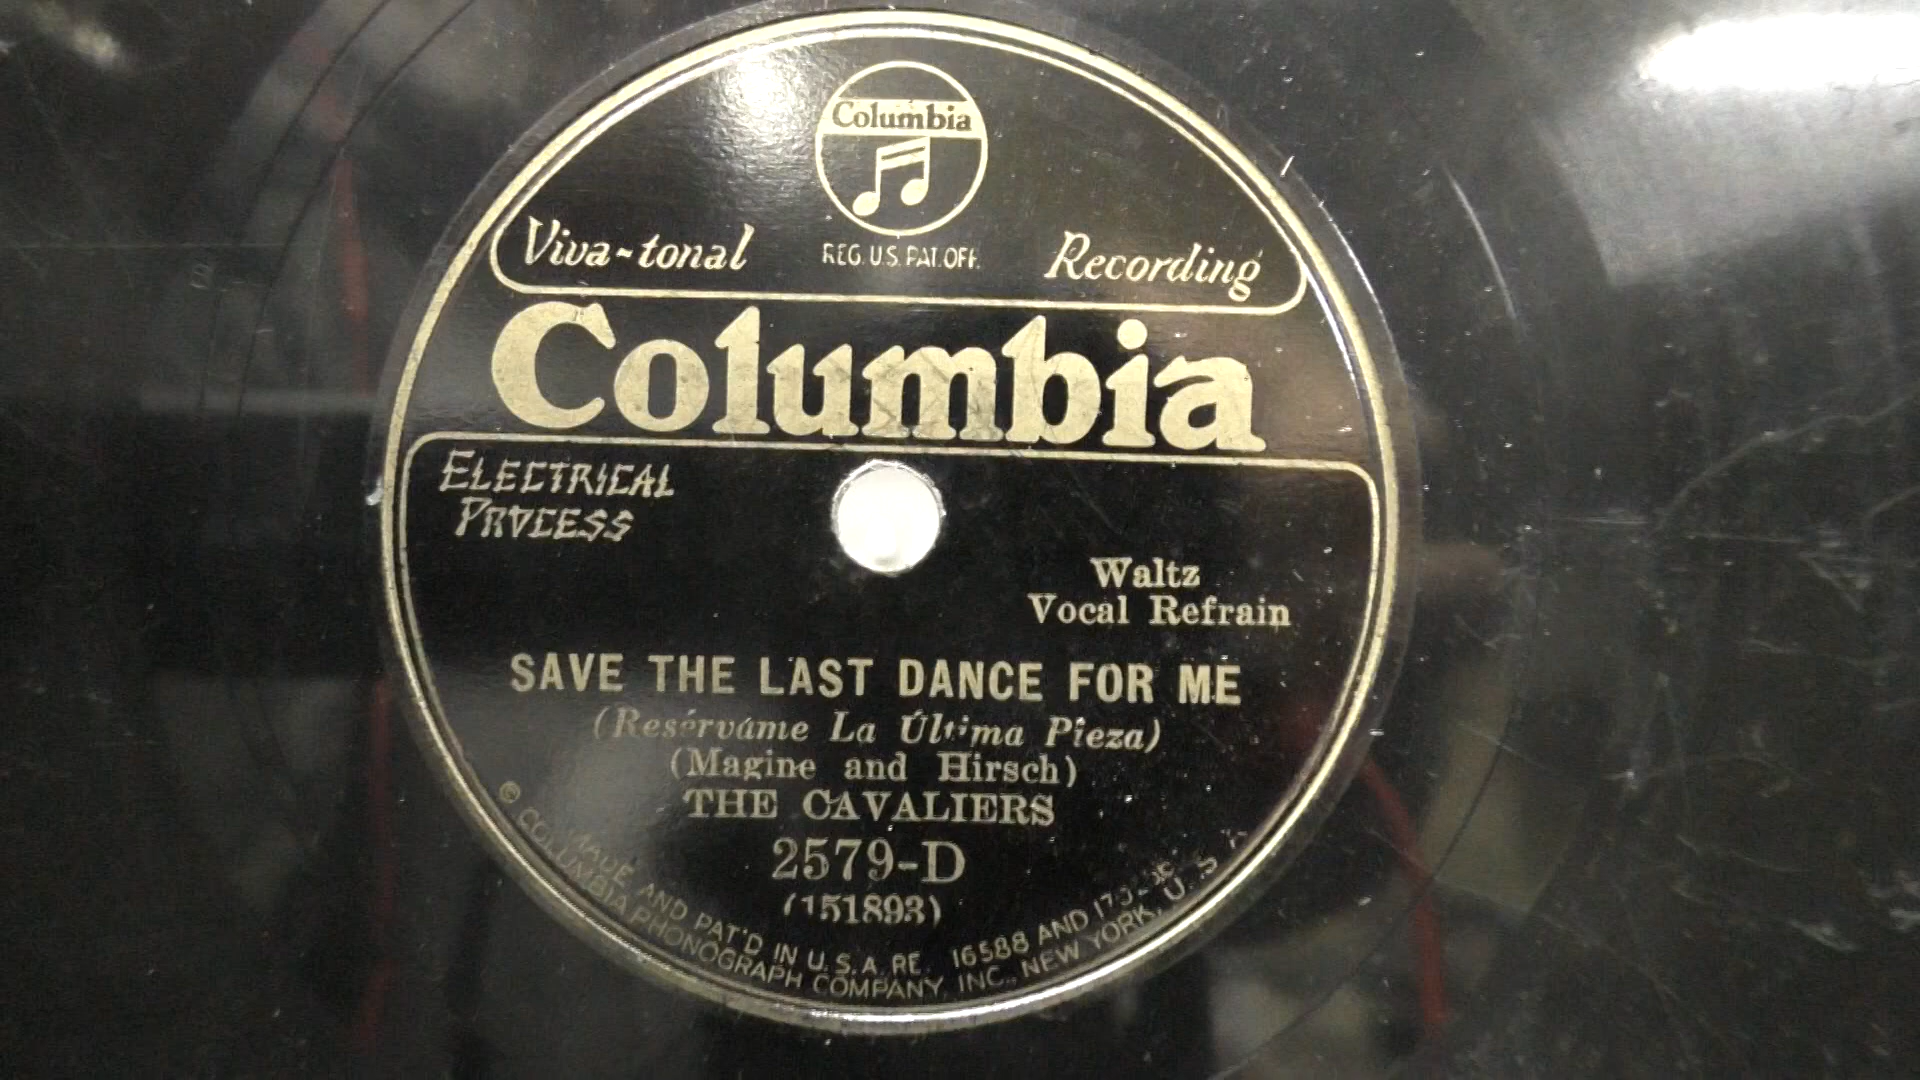 Columbia
REG. U.S. PAT. OFF.
Viva-tonal Recording
Columbia
ELECTRICAL
PROCESS
Waltz
Vocal Refrain
SAVE THE LAST DANCE FOR ME
(Resérvame La Última Pieza)
(Magine and Hirsch)
THE CAVALIERS
2579-D
(151893)
MADE AND PAT'D IN U.S.A. RE. 16588 AND
© COLUMBIA PHONOGRAPH COMPANY, INC., NEW YORK, U.S.A.